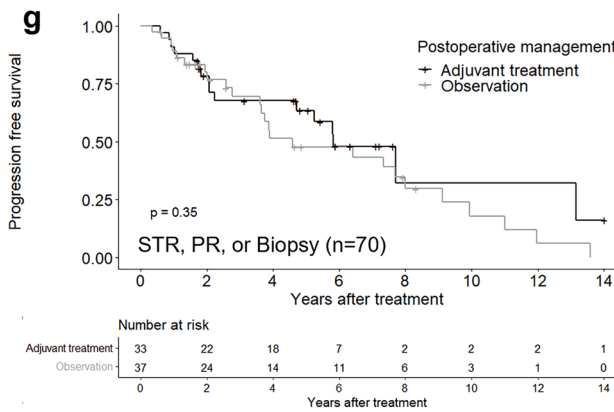 g
Progression free survival
1.00
0.75
0.50
0.25
0.00
Postoperative management
Adjuvant treatment
Observation
p = 0.35
STR, PR, or Biopsy (n=70)
0 2 4 6 8 10 12 14
Years after treatment
Number at risk
Adjuvant treatment 33 22 18 7 2 2 2 1
Observation 37 24 14 11 6 3 1 0
0 2 4 6 8 10 12 14
Years after treatment